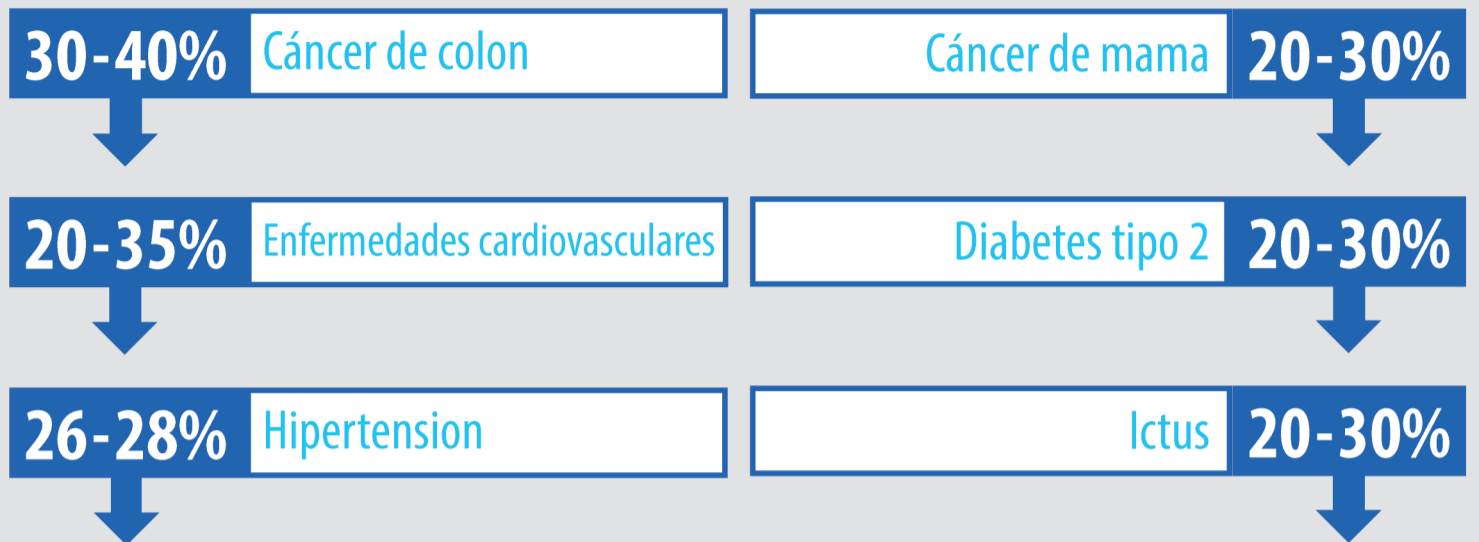 30-40% Cáncer de colon
Cáncer de mama 20-30%
20-35% Enfermedades cardiovasculares
Diabetes tipo 2 20-30%
26-28% Hipertension
Ictus 20-30%